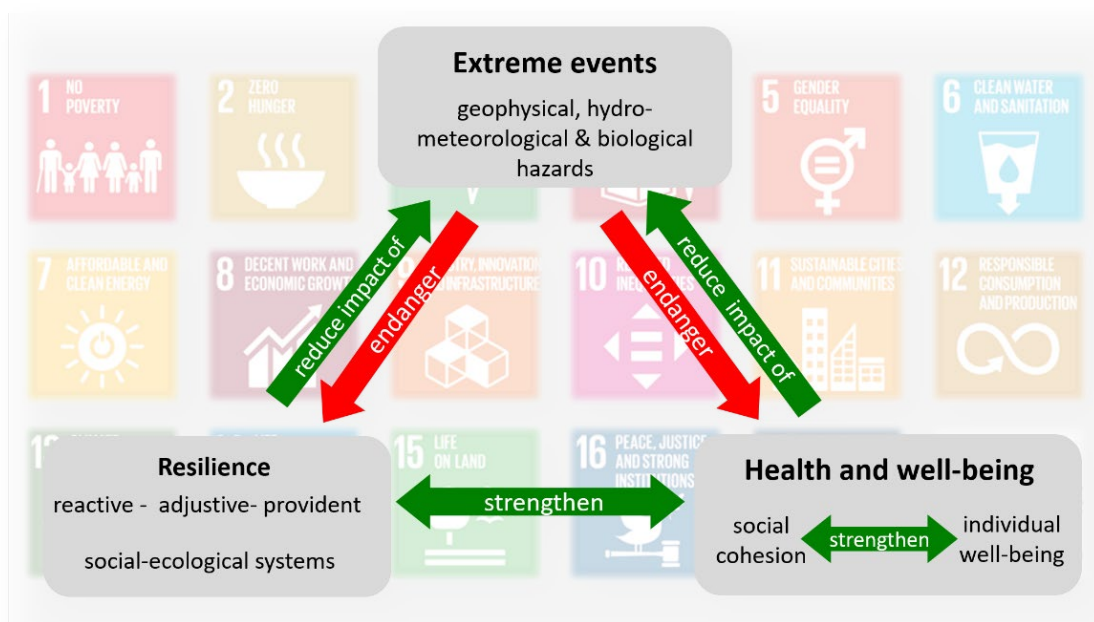 Extreme events
geophysical, hydro-
meteorological & biological
hazards
1 NO
POVERTY
2 ZERO
HUNGER
5 GENDER
EQUALITY
6 CLEAN WATER
AND SANITATION
reduce impact of
endanger
endanger
reduce impact of
7 AFFORDABLE AND
CLEAN ENERGY
8 DECENT WORK AND
ECONOMIC GROWTH
INNOVATION
10
11 SUSTAINABLE CITIES
AND COMMUNITIES
12 RESPONSIBLE
CONSUMPTION
AND PRODUCTION
Resilience
reactive - adjustive- provident
social-ecological systems
15 LIFE
ON LAND
strengthen
16 PEACE, JUSTICE
AND STRONG
INSTITUTIONS
Health and well-being
social
cohesion
strengthen
individual
well-being